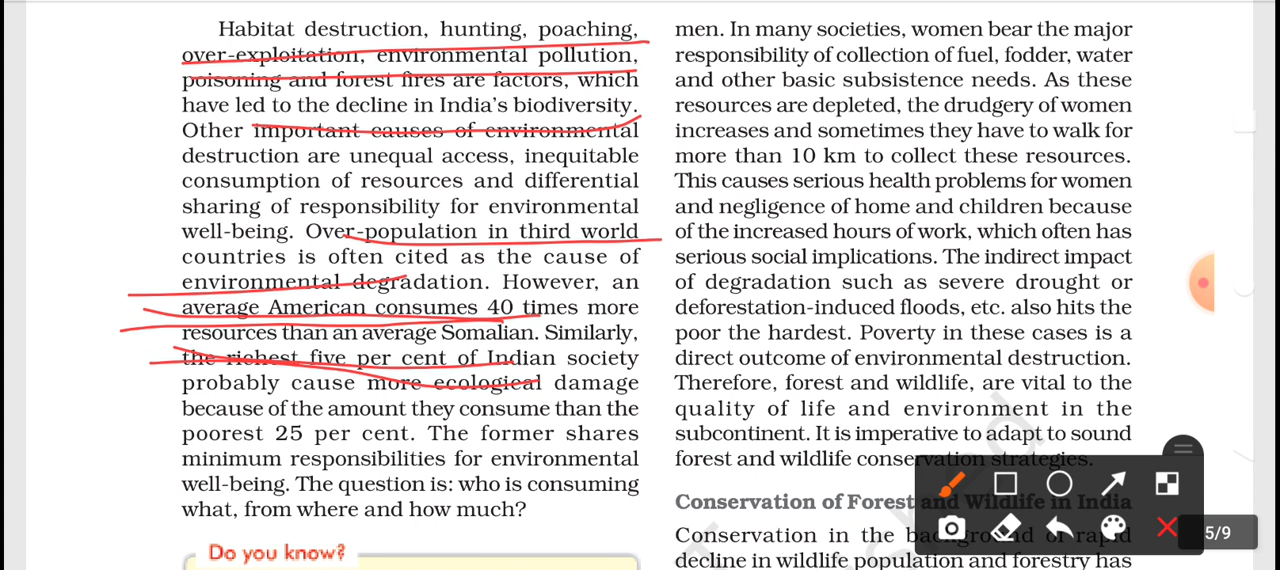 Habitat destruction, hunting, poaching,
over-exploitation, environmental pollution,
poisoning and forest fires are factors, which
have led to the decline in India's biodiversity.
Other important causes of environmental
destruction are unequal access, inequitable
consumption of resources and differential
sharing of responsibility for environmental
well-being. Over-population in third world
countries is often cited as the cause of
environmental degradation. However, an
average American consumes 40 times more
resources than an average Somalian. Similarly,
the richest five per cent of Indian society
probably cause more ecological damage
because of the amount they consume than the
poorest 25 per cent. The former shares
minimum responsibilities for environmental
well-being. The question is: who is consuming
what, from where and how much?
Do you know?
men. In many societies, women bear the major
responsibility of collection of fuel, fodder, water
and other basic subsistence needs. As these
resources are depleted, the drudgery of women
increases and sometimes they have to walk for
more than 10 km to collect these resources.
This causes serious health problems for women
and negligence of home and children because
of the increased hours of work, which often has
serious social implications. The indirect impact
of degradation such as severe drought or
deforestation-induced floods, etc. also hits the
poor the hardest. Poverty in these cases is a
direct outcome of environmental destruction.
Therefore, forest and wildlife, are vital to the
quality of life and environment in the
subcontinent. It is imperative to adapt to sound
forest and wildlife conservation strategies.
Conservation of Forest and Wildlife in India
Conservation in the background of rapid
decline in wildlife population and forestry has
5/9